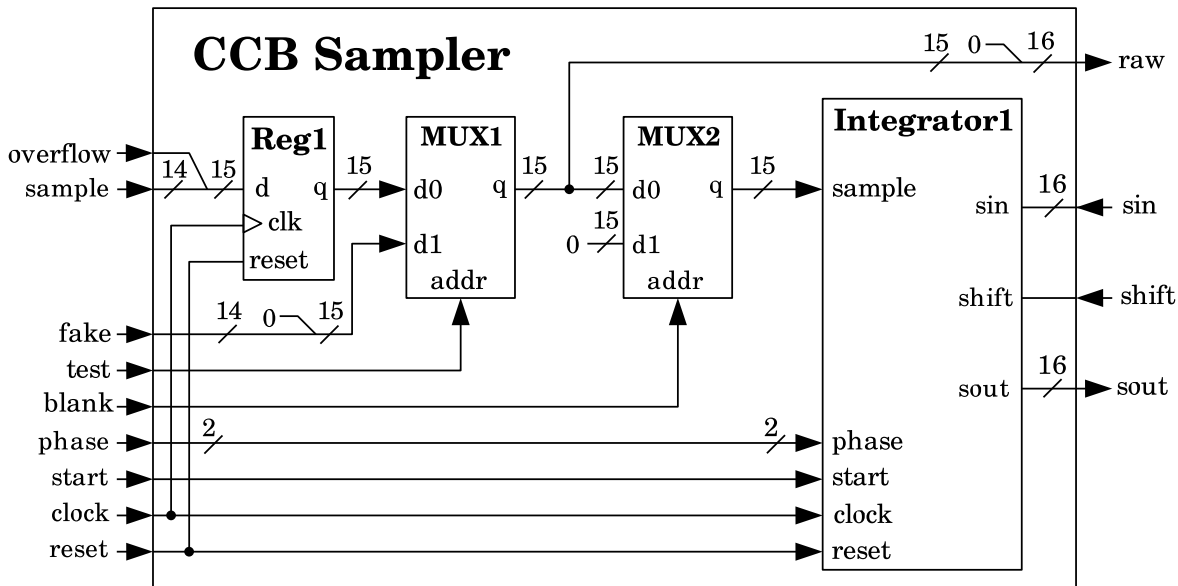 CCB Sampler
15 0 16 raw
Reg1 MUX1 MUX2 Integrator1
overflow
14 15 15 15 15 15
sample d q d0 q d0 q sample
16
sin sin
clk
15
d1 0 d1
reset addr addr
shift shift
14 0 15
fake
test
16
sout sout
blank
2 2
phase phase
start start
clock clock
reset reset